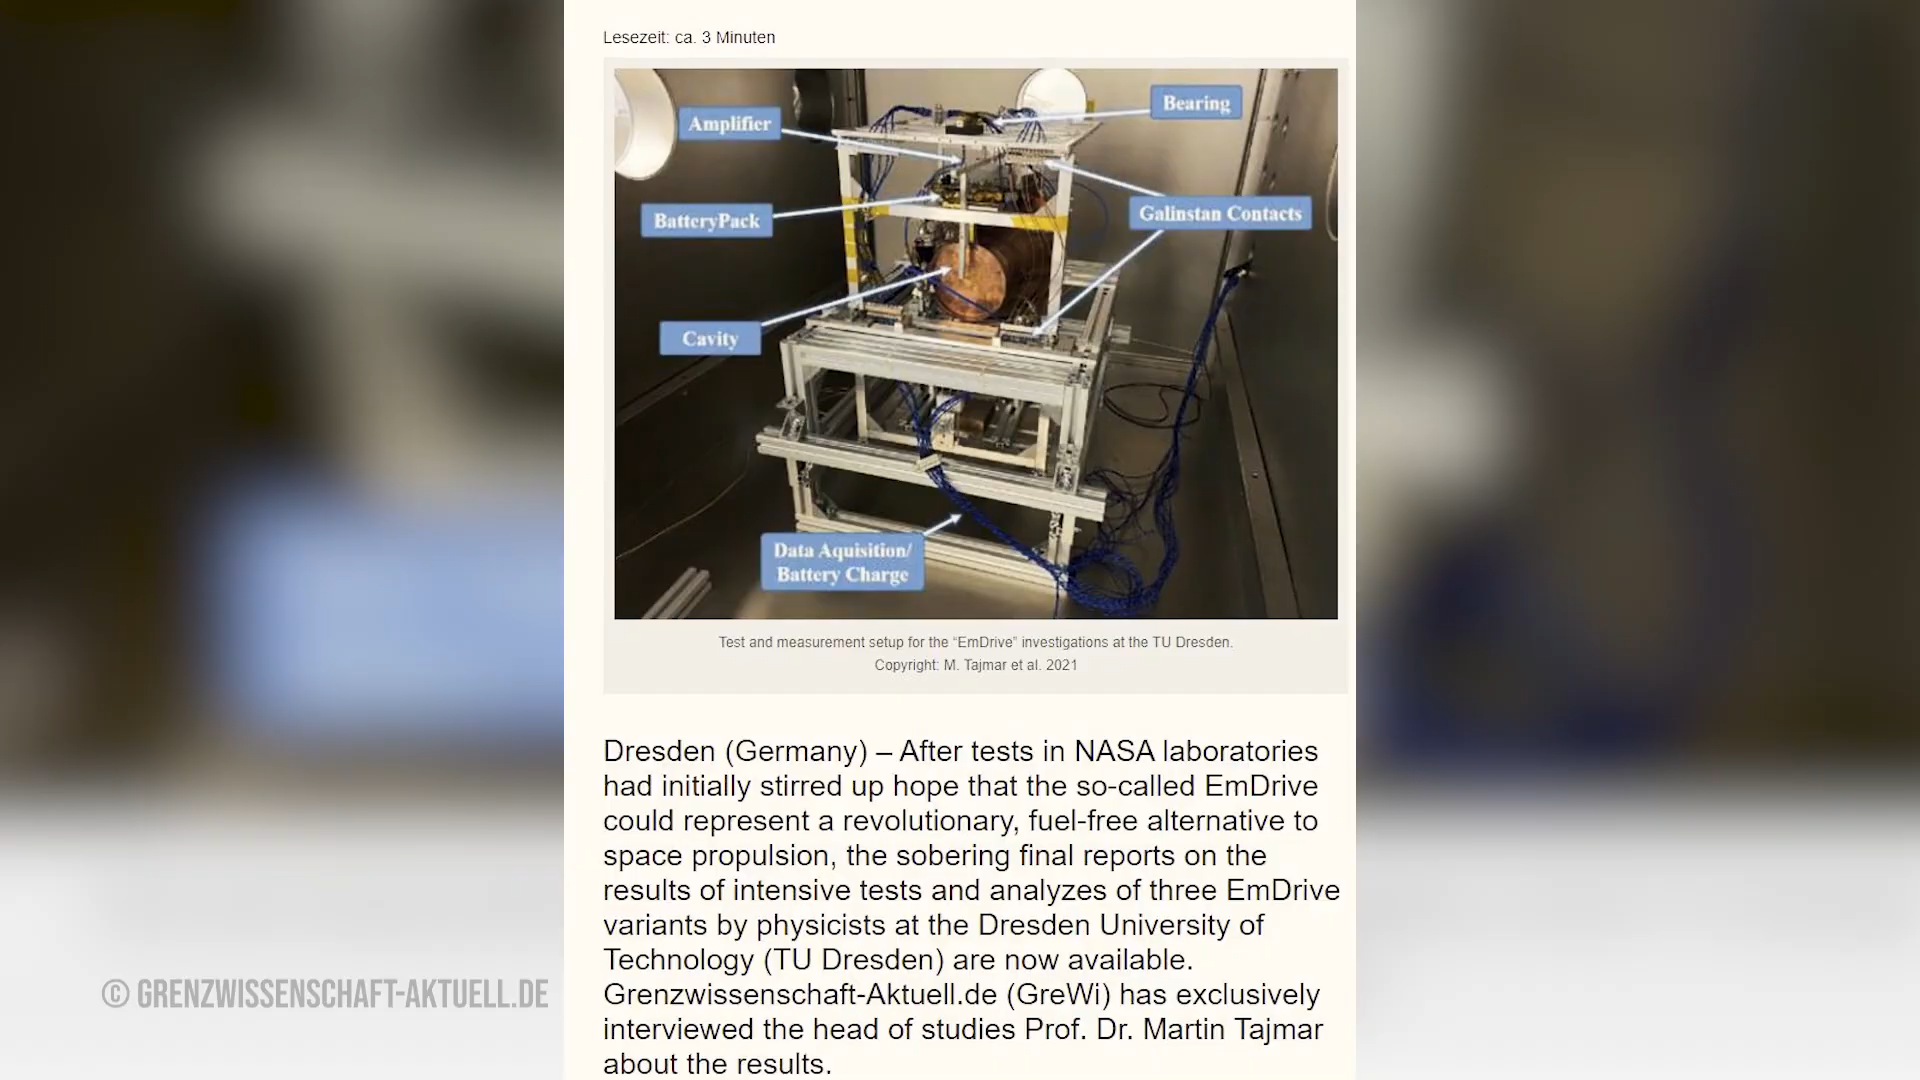 Lesezeit: ca. 3 Minuten
Bearing
Amplifier
BatteryPack
Galinstan Contacts
Cavity
Data Aquisition/
Battery Charge
Test and measurement setup for the “EmDrive” investigations at the TU Dresden.
Copyright: M. Tajmar et al. 2021
Dresden (Germany) – After tests in NASA laboratories
had initially stirred up hope that the so-called EmDrive
could represent a revolutionary, fuel-free alternative to
space propulsion, the sobering final reports on the
results of intensive tests and analyzes of three EmDrive
variants by physicists at the Dresden University of
Technology (TU Dresden) are now available.
Grenzwissenschaft-Aktuell.de (GreWi) has exclusively
interviewed the head of studies Prof. Dr. Martin Tajmar
about the results.
© GRENZWISSENSCHAFT-AKTUELL.DE